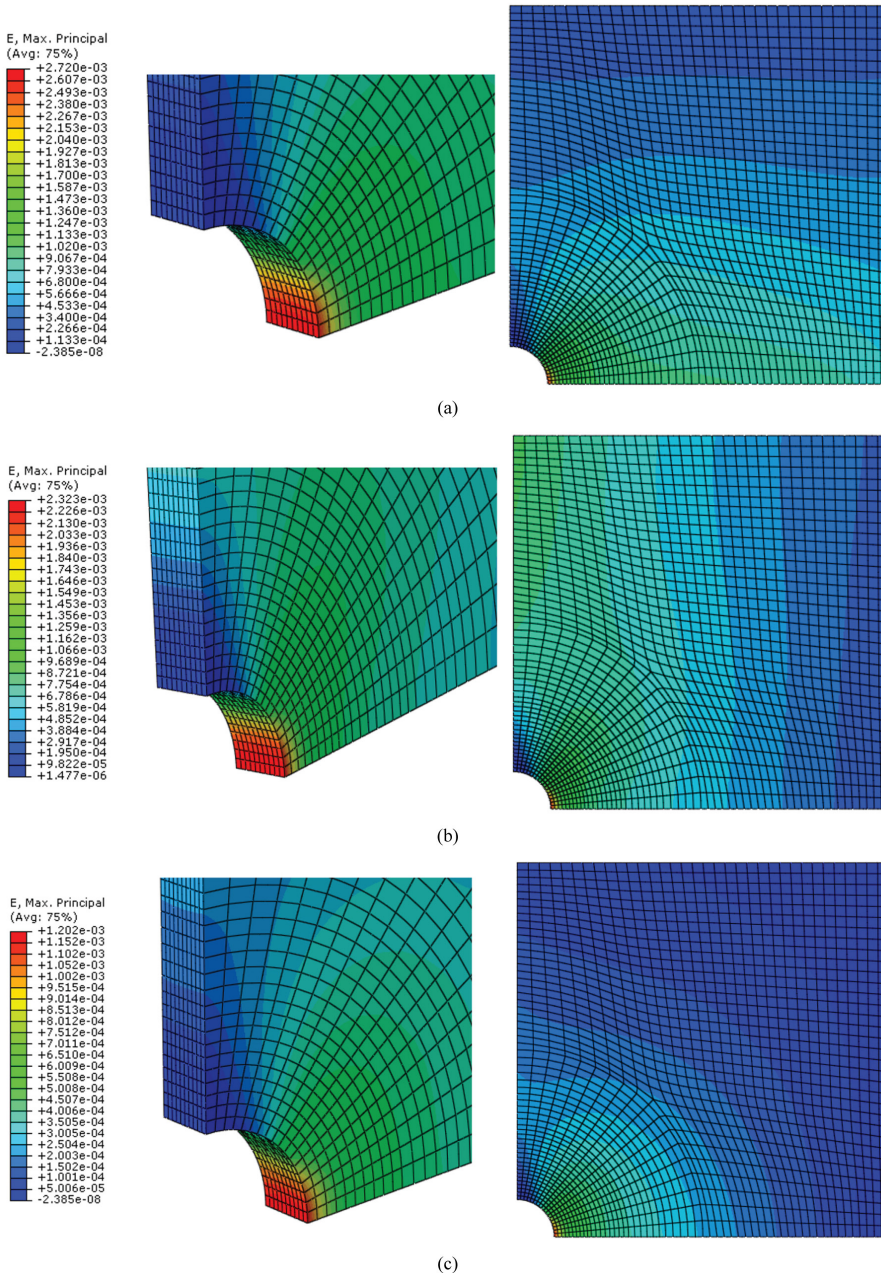 E, Max. Principal
(Avg: 75%)
+2.720e-03
+2.607e-03
+2.493e-03
+2.380e-03
+2.267e-03
+2.153e-03
+2.040e-03
+1.927e-03
+1.813e-03
+1.700e-03
+1.587e-03
+1.473e-03
+1.360e-03
+1.247e-03
+1.133e-03
+1.020e-03
+9.067e-04
+7.933e-04
+6.800e-04
+5.666e-04
+4.533e-04
+3.400e-04
+2.266e-04
+1.133e-04
-2.385e-08
(a)
E, Max. Principal
(Avg: 75%)
+2.323e-03
+2.226e-03
+2.130e-03
+2.033e-03
+1.936e-03
+1.840e-03
+1.743e-03
+1.646e-03
+1.549e-03
+1.453e-03
+1.356e-03
+1.259e-03
+1.162e-03
+1.066e-03
+9.689e-04
+8.721e-04
+7.754e-04
+6.786e-04
+5.819e-04
+4.852e-04
+3.884e-04
+2.917e-04
+1.950e-04
+9.822e-05
+1.477e-06
(b)
E, Max. Principal
(Avg: 75%)
+1.202e-03
+1.152e-03
+1.102e-03
+1.052e-03
+1.002e-03
+9.515e-04
+9.014e-04
+8.513e-04
+8.012e-04
+7.512e-04
+7.011e-04
+6.510e-04
+6.009e-04
+5.508e-04
+5.008e-04
+4.507e-04
+4.006e-04
+3.505e-04
+3.005e-04
+2.504e-04
+2.003e-04
+1.502e-04
+1.001e-04
+5.006e-05
-2.385e-08
(c)